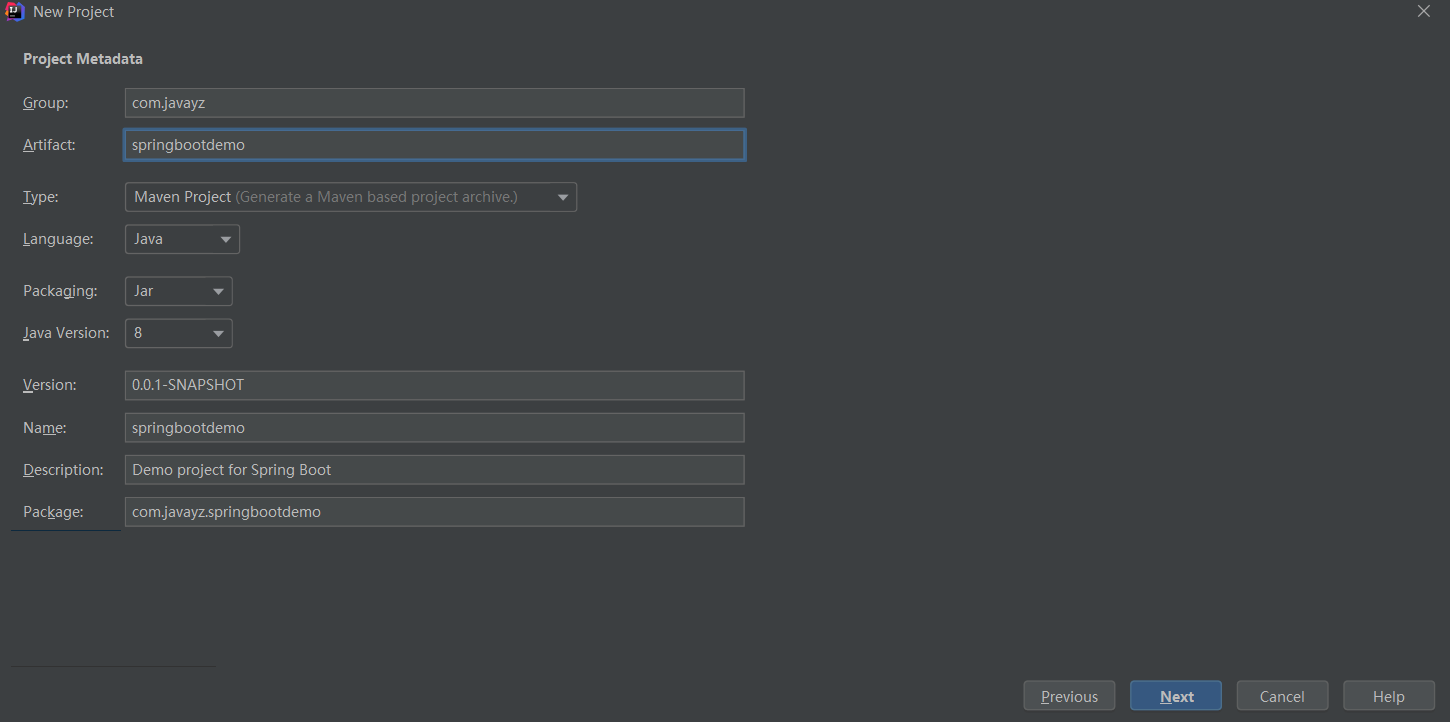 New Project
Project Metadata
Group: com.javayz
Artifact: springbootdemo
Type: Maven Project (Generate a Maven based project archive.)
Language: Java
Packaging: Jar
Java Version: 8
Version: 0.0.1-SNAPSHOT
Name: springbootdemo
Description: Demo project for Spring Boot
Package: com.javayz.springbootdemo
Previous Next Cancel Help